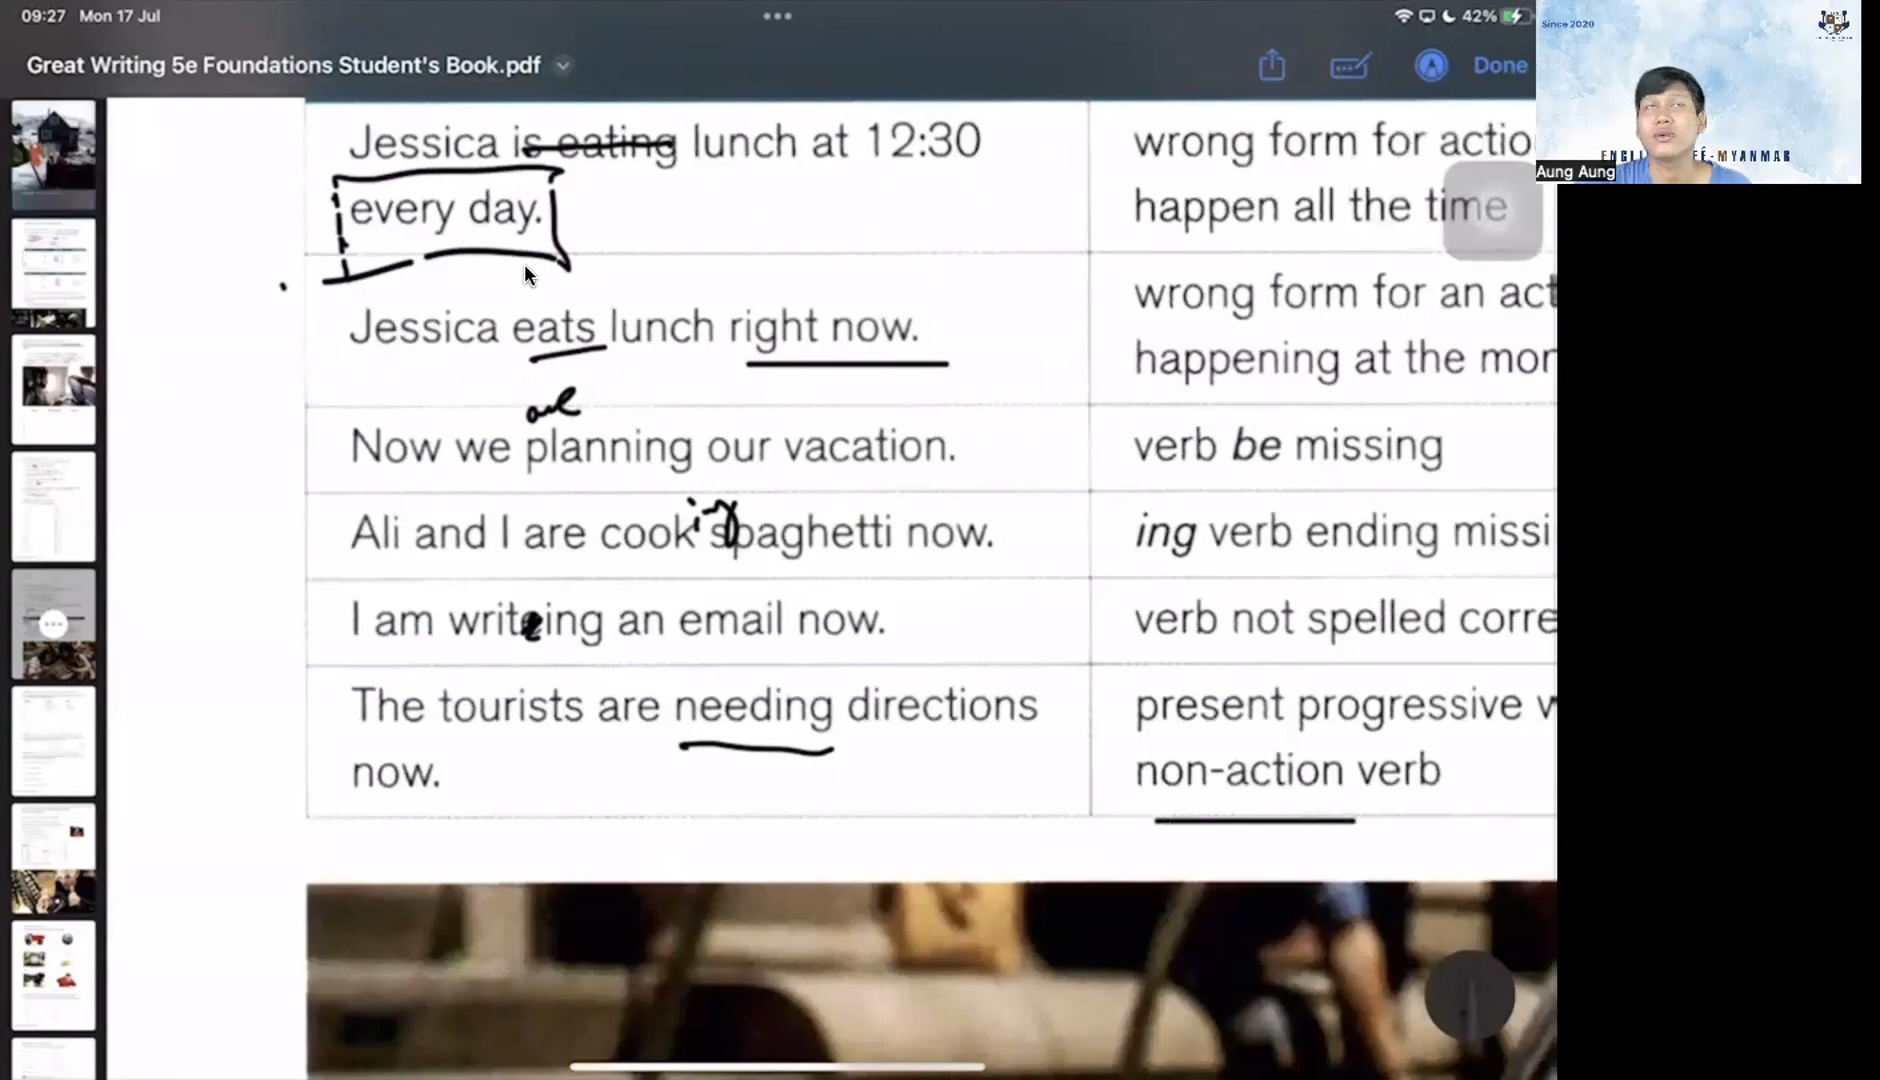 09:27 Mon 17 Jul
42%
Great Writing 5e Foundations Student's Book.pdf
Done
Since 2020
Aung Aung
Jessica is eating lunch at 12:30
every day.
wrong form for actio
happen all the time
Jessica eats lunch right now.
wrong form for an act
happening at the mor
are
Now we planning our vacation.
verb be missing
ing
Ali and I are cook spaghetti now.
ing verb ending missi
I am writeing an email now.
verb not spelled corre
The tourists are needing directions
now.
present progressive w
non-action verb